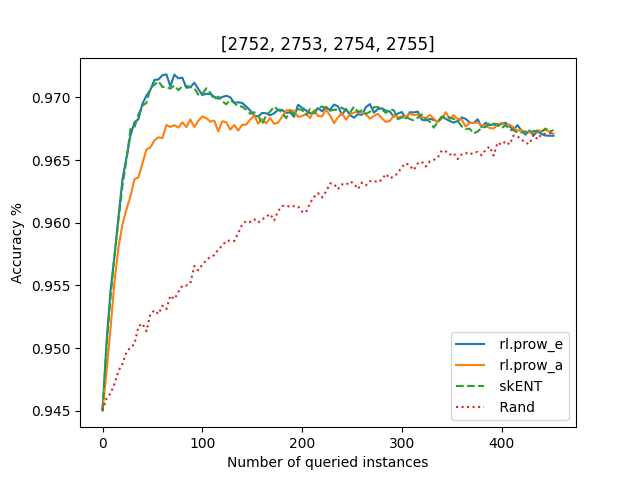 [2752, 2753, 2754, 2755]
Accuracy %
0.970
0.965
0.960
0.955
0.950
0.945
0
100
200
300
400
Number of queried instances
rl.prow_e
rl.prow_a
skENT
Rand